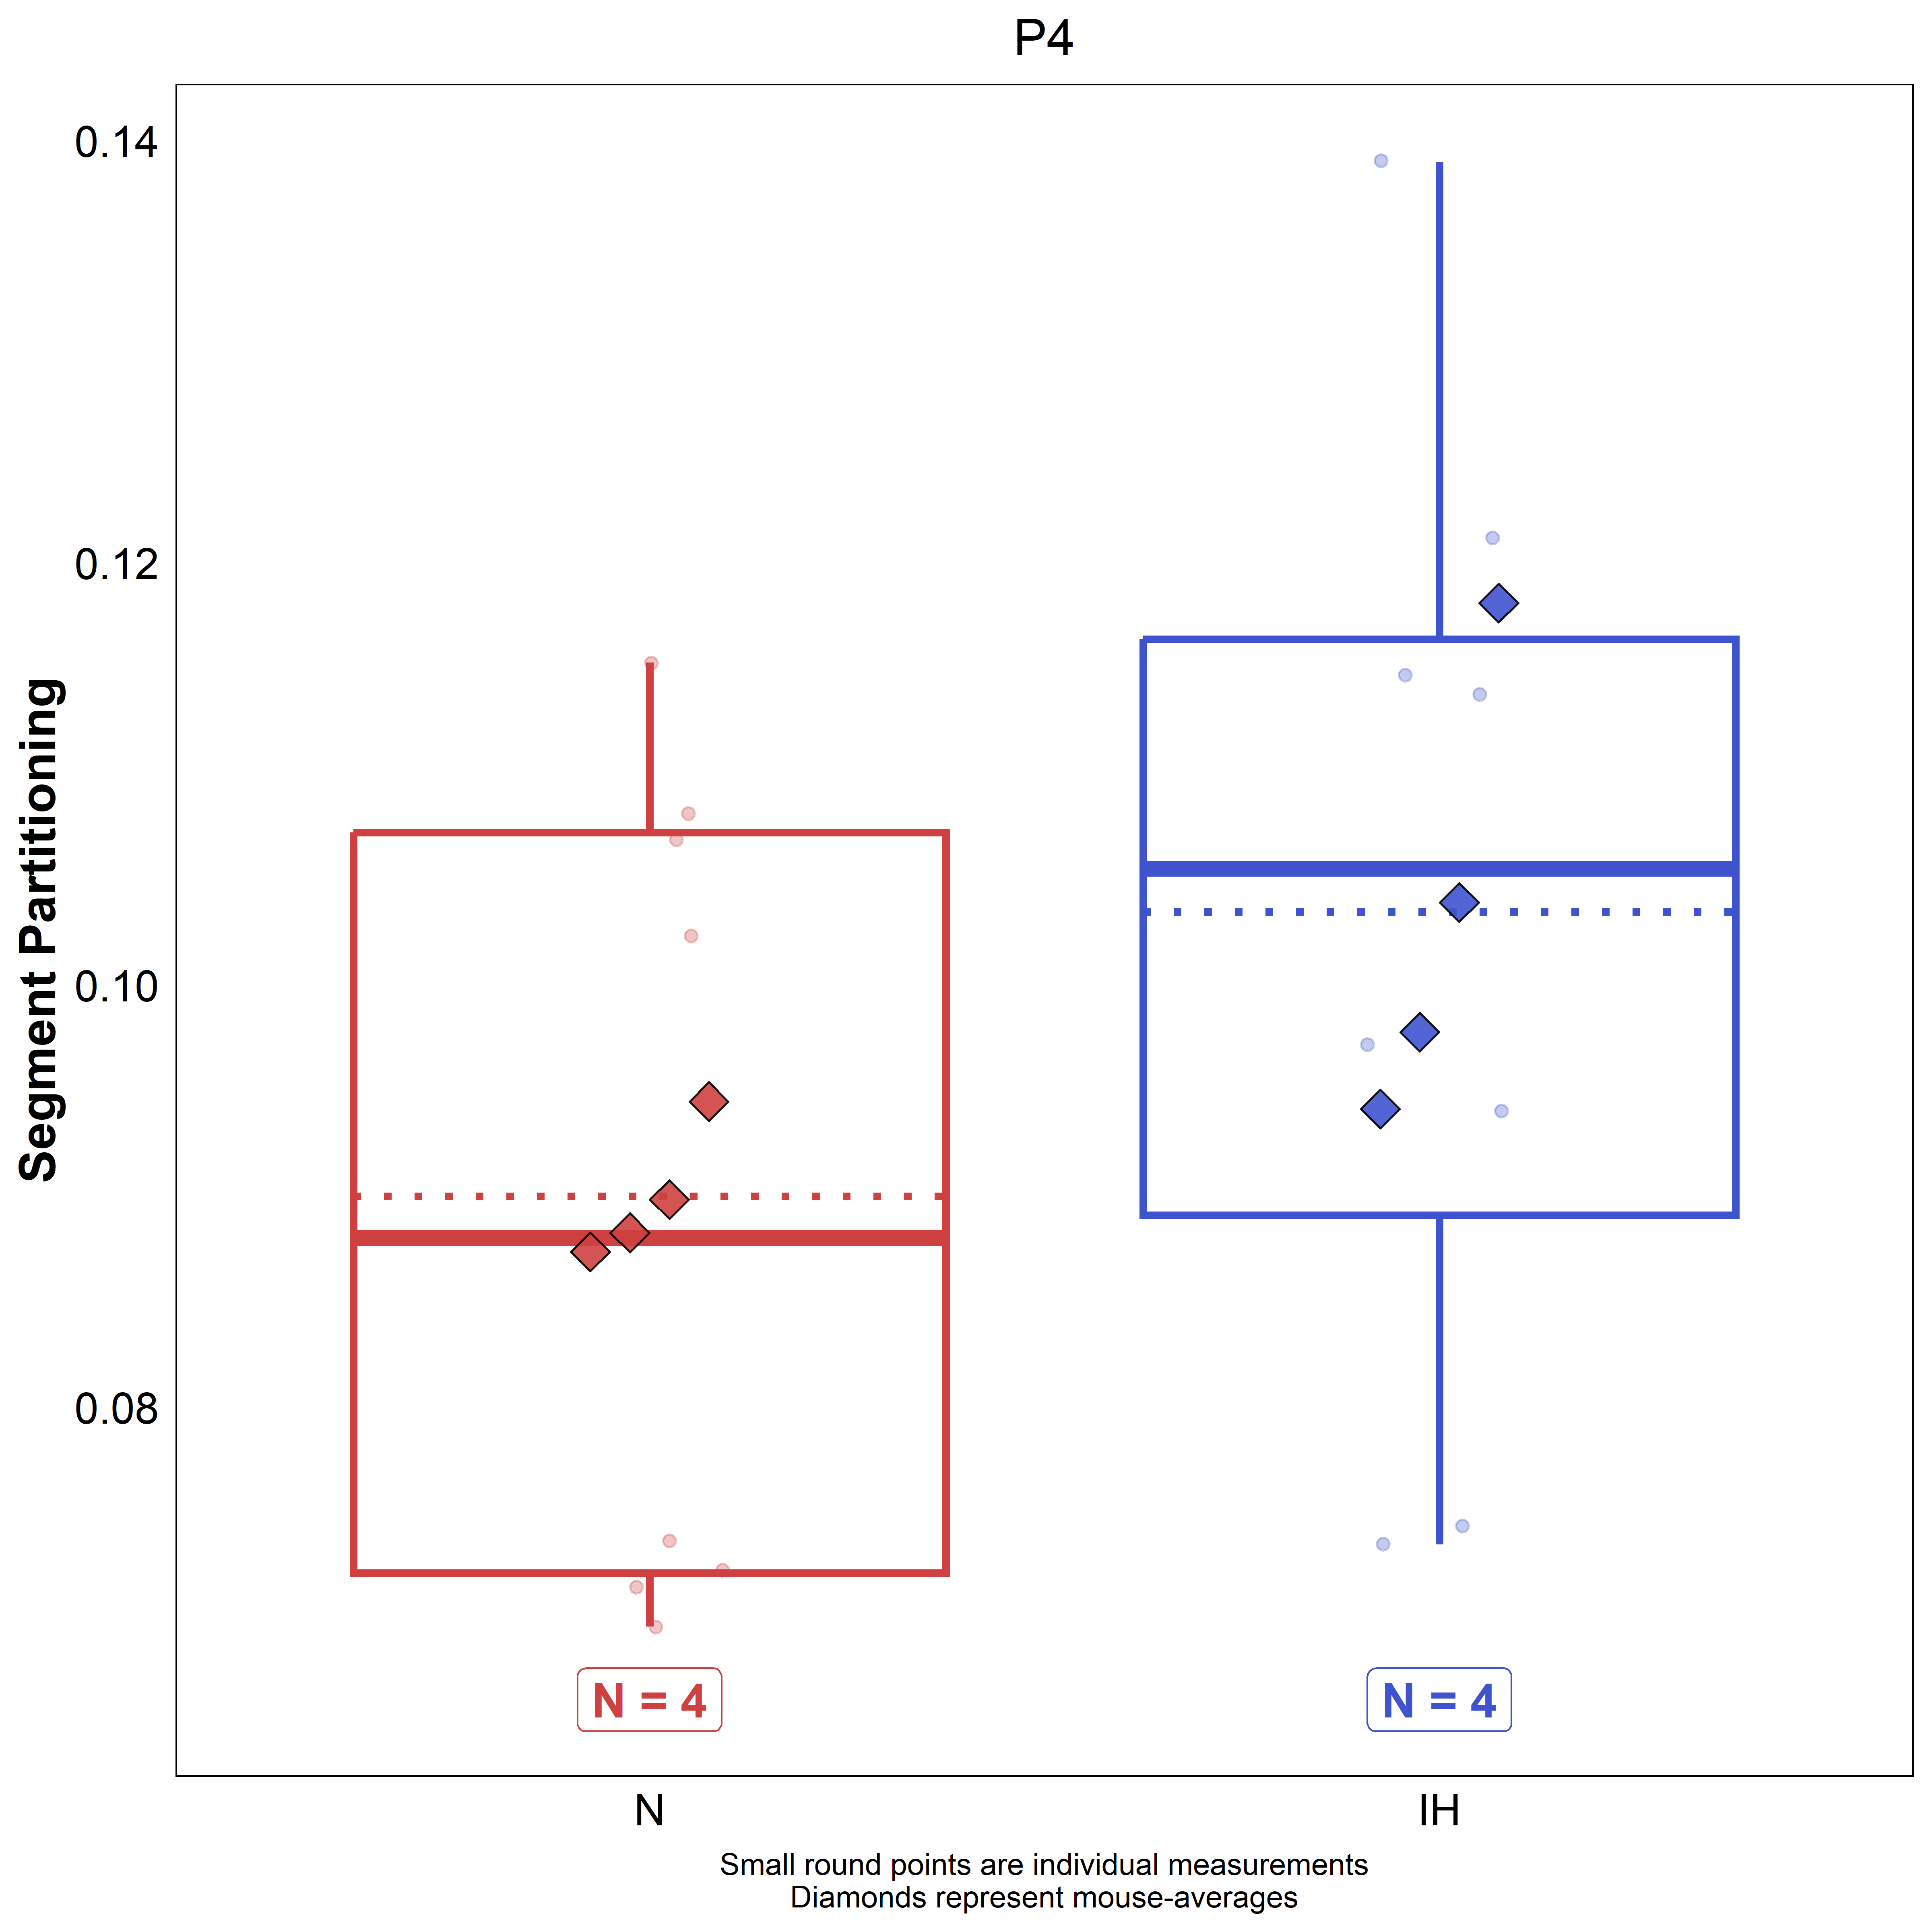 P4
Segment Partitioning
0.14
0.12
0.10
0.08
N = 4
N = 4
N
IH
Small round points are individual measurements
Diamonds represent mouse-averages